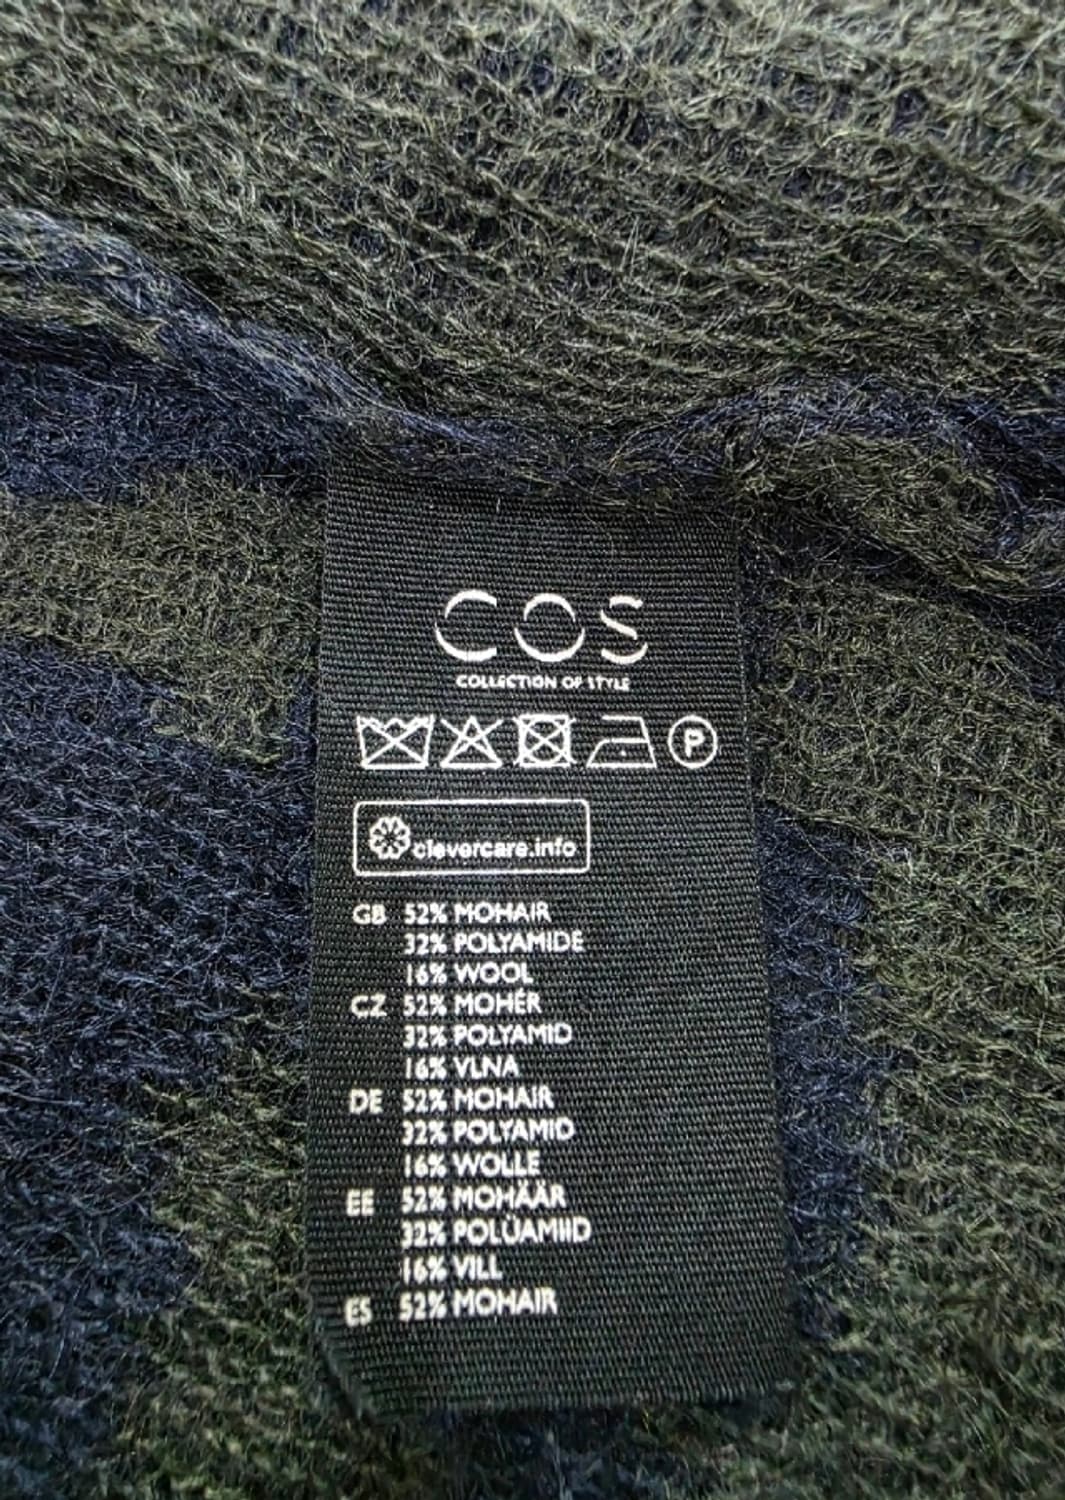 COS
COLLECTION OF STYLE
P
clevercare.info
GB 52% MOHAIR
32% POLYAMIDE
16% WOOL
CZ 52% MOHÉR
32% POLYAMID
16% VLNA
DE 52% MOHAIR
32% POLYAMID
16% WOLLE
EE 52% MOHÄÄR
32% POLÜAMIID
16% VILL
ES 52% MOHAIR